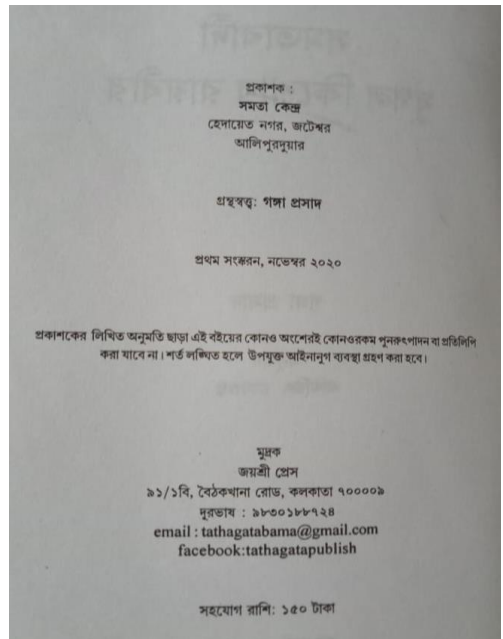 প্রকাশক :
সমতা কেন্দ্র
হেদায়েত নগর, জটেশ্বর
আলিপুরদুয়ার
গ্রন্থস্বত্ত্ব: গঙ্গা প্রসাদ
প্রথম সংস্করন, নভেম্বর ২০২০
প্রকাশকের লিখিত অনুমতি ছাড়া এই বইয়ের কোনও অংশেরই কোনওরকম পুনরুৎপাদন বা প্রতিলিপি
করা যাবে না। শর্ত লঙ্ঘিত হলে উপযুক্ত আইনানুগ ব্যবস্থা গ্রহণ করা হবে।
মুদ্রক
জয়শ্রী প্রেস
৯১/১বি, বৈঠকখানা রোড, কলকাতা ৭০০০০৯
দূরভাষ : ৯৮৩০১৮৮৭২৪
email : tathagatabama@gmail.com
facebook:tathagatapublish
সহযোগ রাশি: ১৫০ টাকা